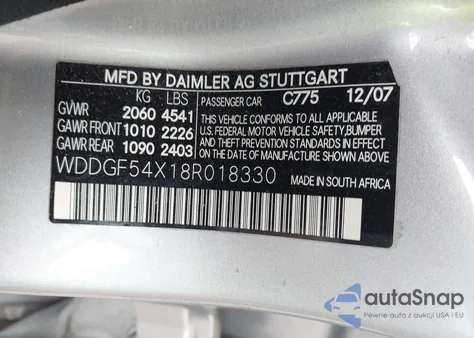 MFD BY DAIMLER AG STUTTGART
KG LBS PASSENGER CAR C775 12/07
GVWR 2060 4541
GAWR FRONT 1010 2226
GAWR REAR 1090 2403
THIS VEHICLE CONFORMS TO ALL APPLICABLE
U.S. FEDERAL MOTOR VEHICLE SAFETY,BUMPER
AND THEFT PREVENTION STANDARDS IN EFFECT
ON THE DATE OF MANUFACTURE SHOWN ABOVE.
WDDGF54X18R018330 MADE IN SOUTH AFRICA
autaSnap
Pewne auta z aukcji USA i EU